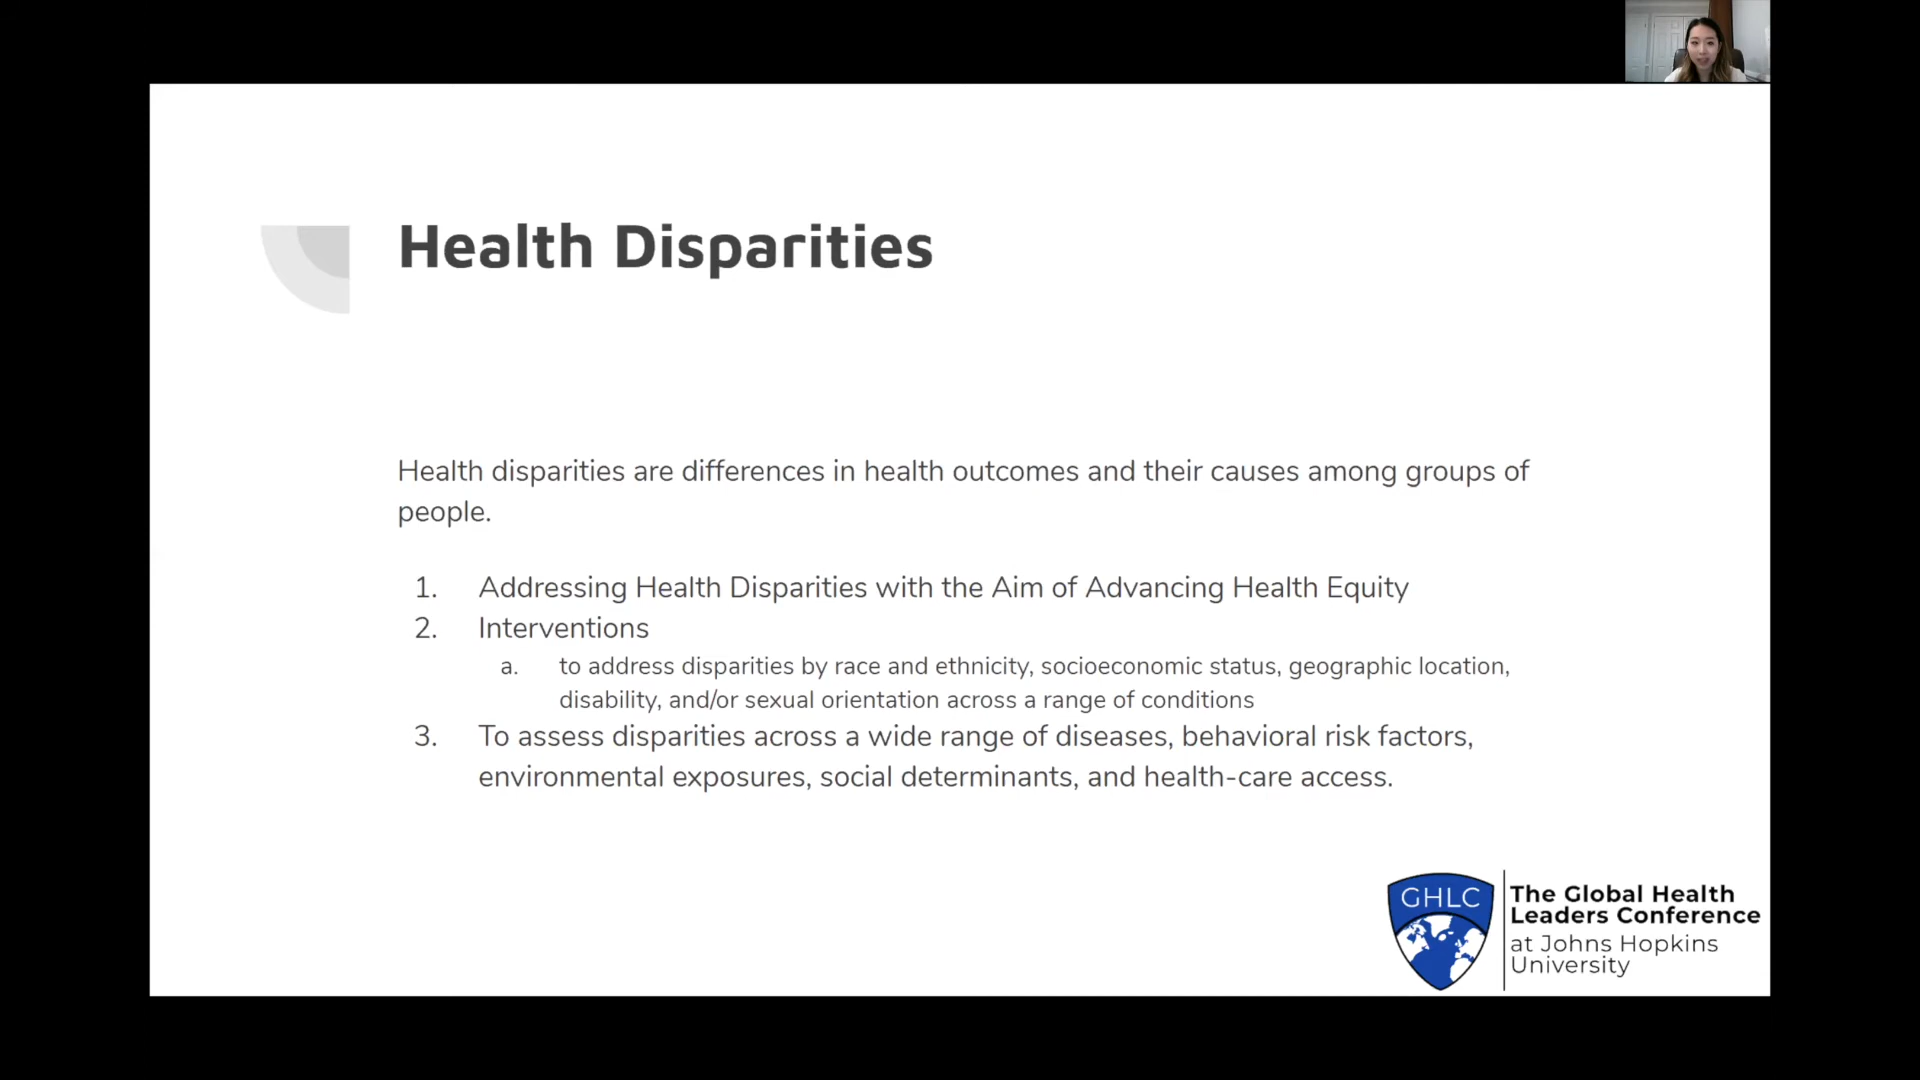 Health Disparities
Health disparities are differences in health outcomes and their causes among groups of
people.
1. Addressing Health Disparities with the Aim of Advancing Health Equity
2. Interventions
a. to address disparities by race and ethnicity, socioeconomic status, geographic location,
disability, and/or sexual orientation across a range of conditions
3. To assess disparities across a wide range of diseases, behavioral risk factors,
environmental exposures, social determinants, and health-care access.
GHLC
The Global Health
Leaders Conference
at Johns Hopkins
University